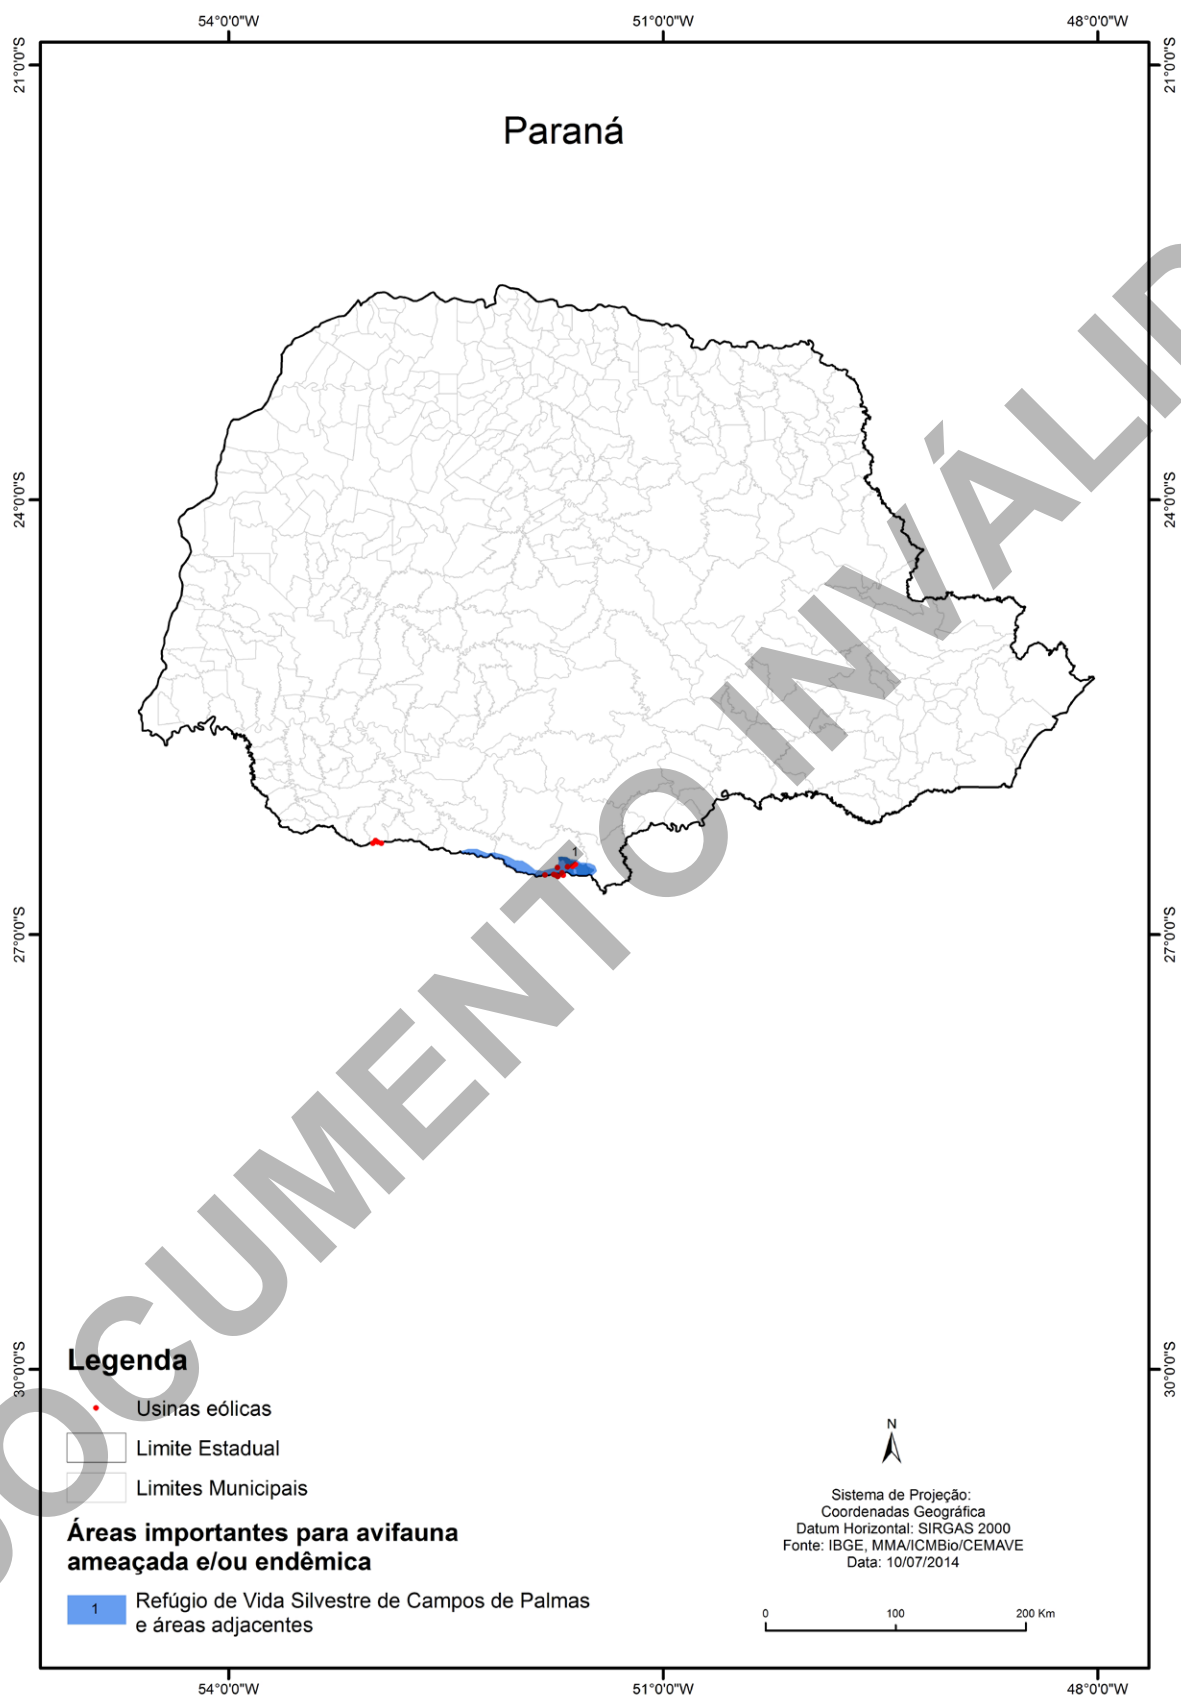 54°0'0"W 51°0'0"W 48°0'0"W
21°0'0"S 21°0'0"S
Paraná
24°0'0"S 24°0'0"S
1
27°0'0"S 27°0'0"S
30°0'0"S 30°0'0"S
DOCUMENTO INVÁLID
Legenda
Usinas eólicas
Limite Estadual
Limites Municipais
Áreas importantes para avifauna
ameaçada e/ou endêmica
1 Refúgio de Vida Silvestre de Campos de Palmas
e áreas adjacentes
N
Sistema de Projeção:
Coordenadas Geográfica
Datum Horizontal: SIRGAS 2000
Fonte: IBGE, MMA/ICMBio/CEMAVE
Data: 10/07/2014
0 100 200 Km
54°0'0"W 51°0'0"W 48°0'0"W